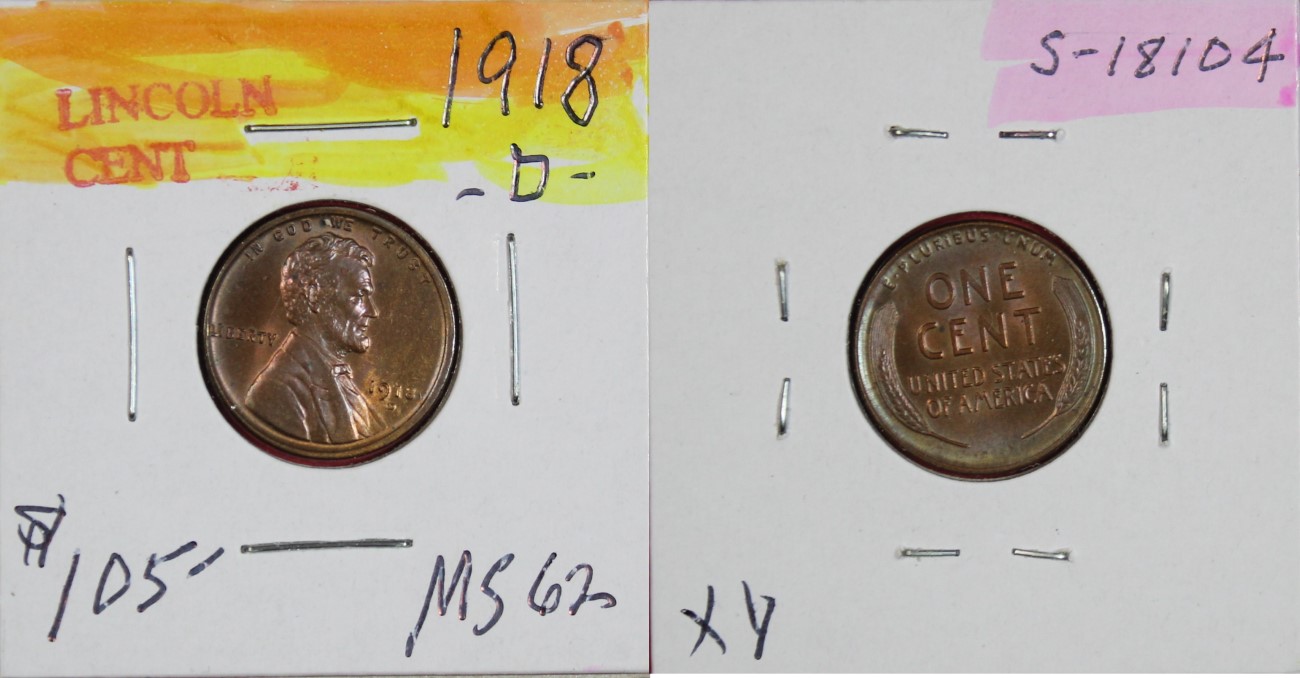 LINCOLN
CENT
1918
-D-
IN GOD WE TRUST
LIBERTY
1918
D
$105-
MS62
S-18104
E·PLURIBUS·UNUM
ONE
CENT
UNITED STATES
OF AMERICA
XY